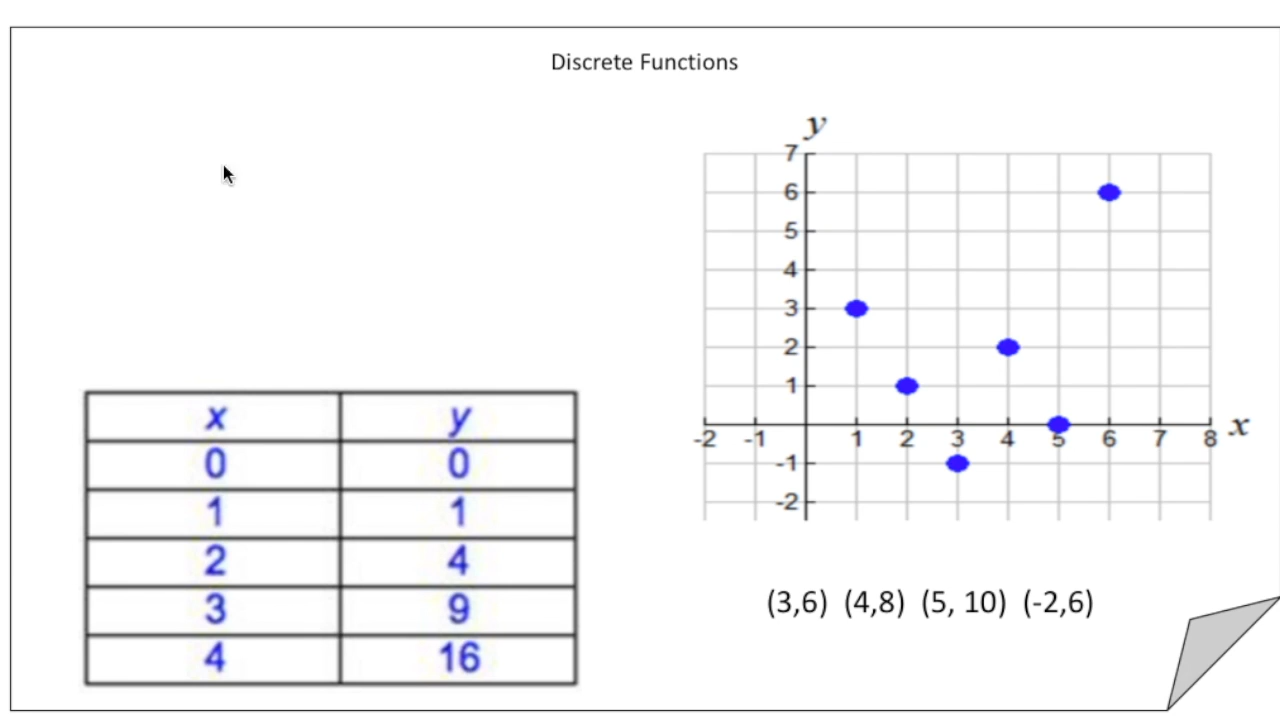 Discrete Functions
x y
0 0
1 1
2 4
3 9
4 16
y
7
6
5
4
3
2
1
-2 -1 1 2 3 4 5 6 7 8 x
-1
-2
(3,6) (4,8) (5, 10) (-2,6)